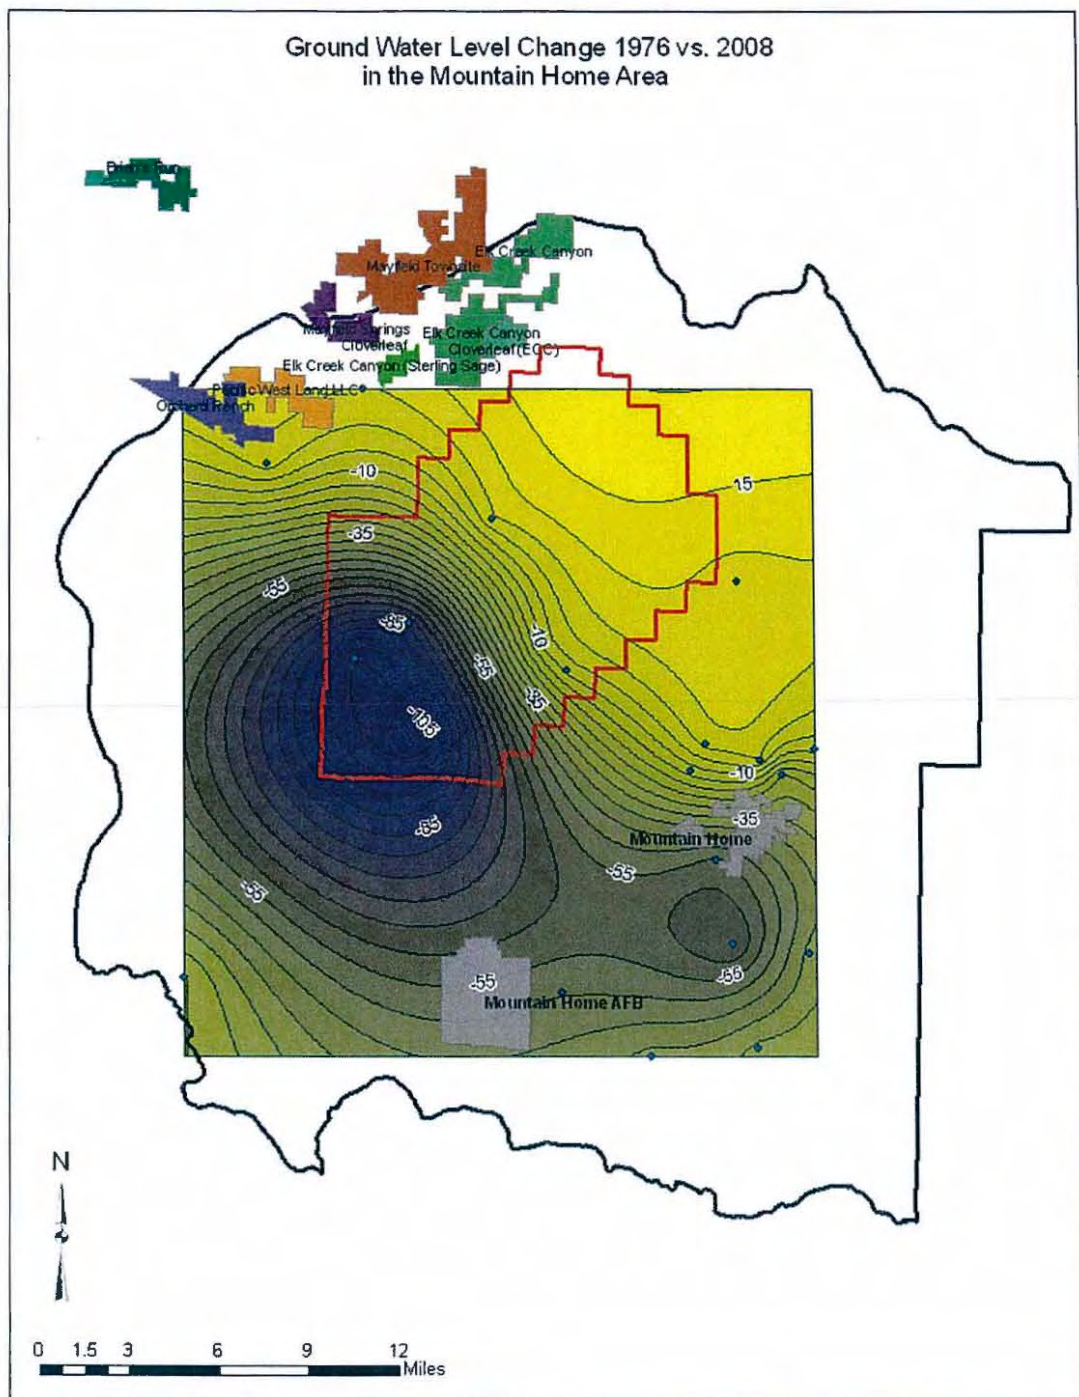 Ground Water Level Change 1976 vs. 2008
in the Mountain Home Area
Elk Creek Canyon
Mayfield Townsite
Mayfield Springs
Cloverleaf
Elk Creek Canyon
Cloverleaf(ECC)
Elk Creek Canyon (Sterling Sage)
Pacific West Land LLC
Orchard Ranch
-10
15
-35
-55
-85
-10
-55
-105
-10
-35
-85
Mountain Home
-55
-55
-55
-55
Mountain Home AFB
N
0 1.5 3 6 9 12
Miles